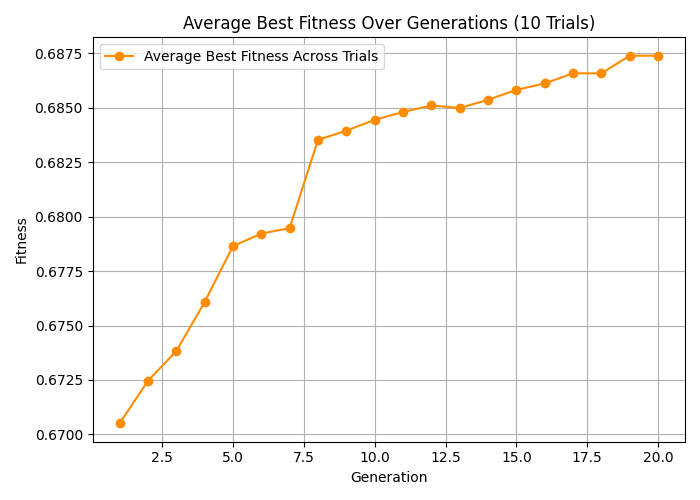 Average Best Fitness Over Generations (10 Trials)
Average Best Fitness Across Trials
Fitness
0.6875
0.6850
0.6825
0.6800
0.6775
0.6750
0.6725
0.6700
2.5 5.0 7.5 10.0 12.5 15.0 17.5 20.0
Generation